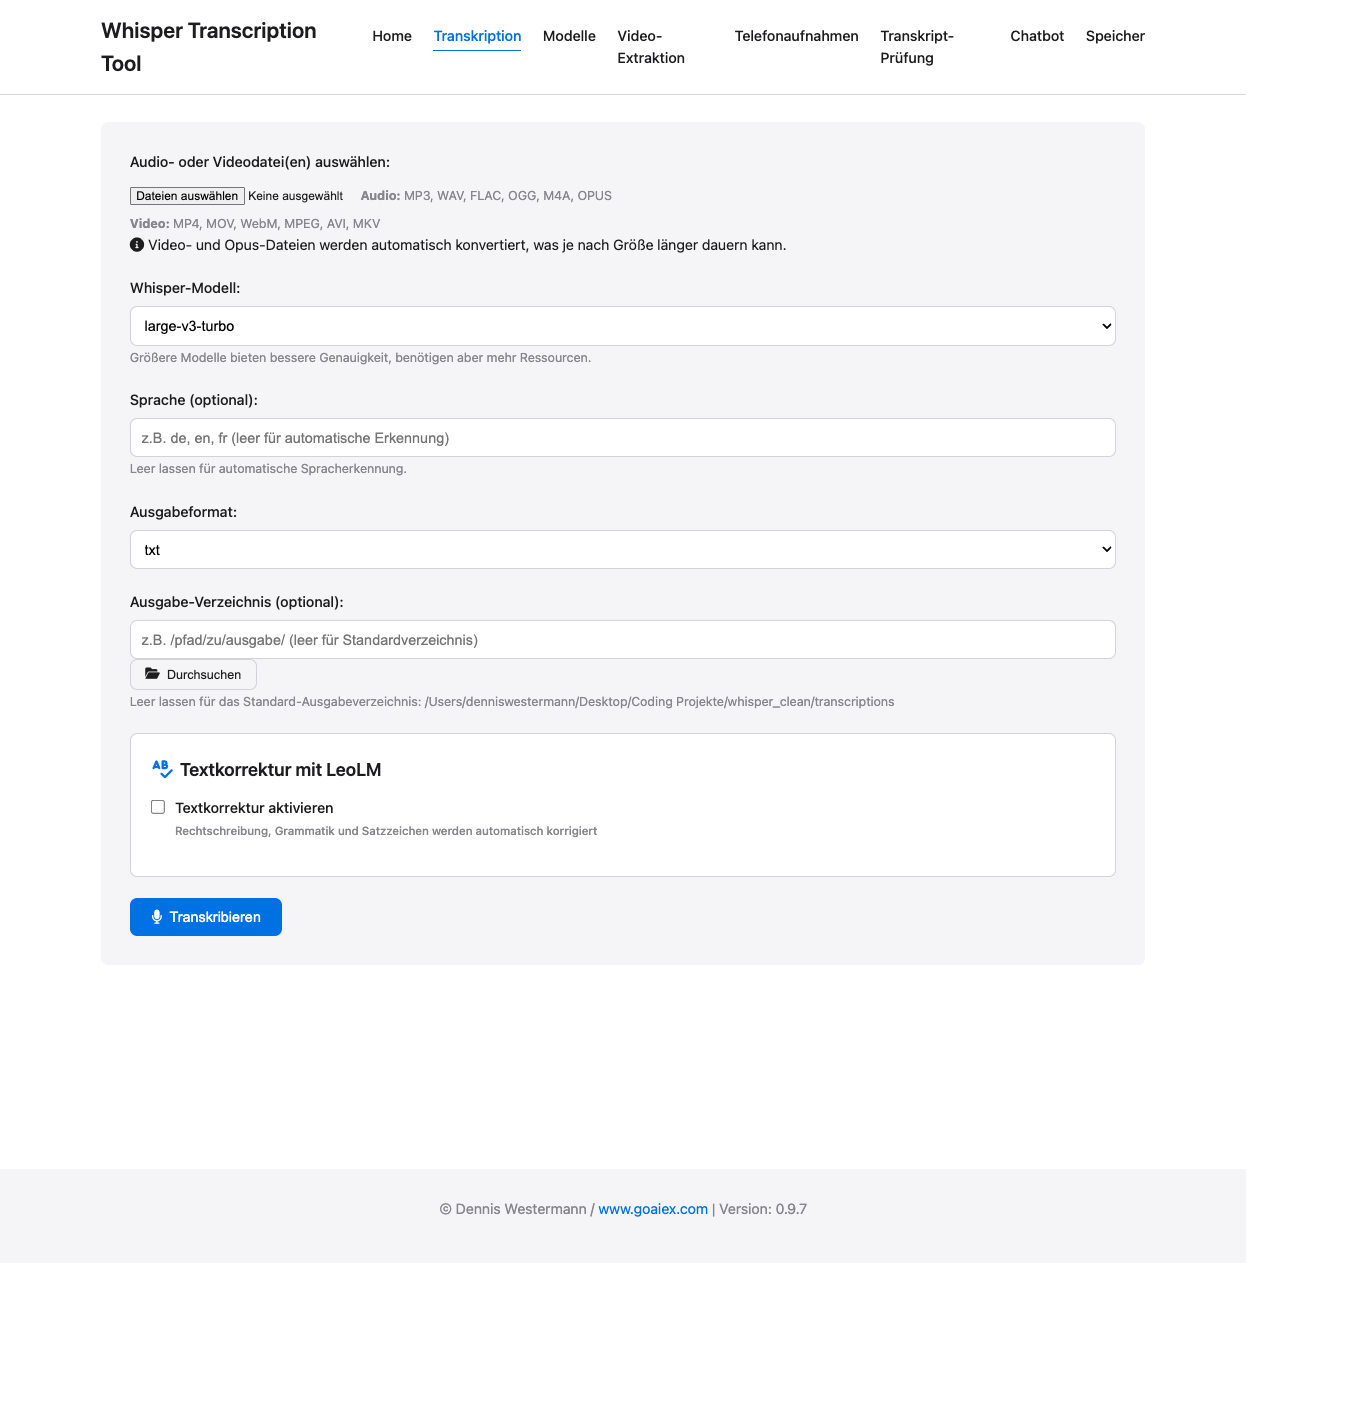 Whisper Transcription
Tool
Home
Transkription
Modelle
Video-
Extraktion
Telefonaufnahmen
Transkript-
Prüfung
Chatbot
Speicher
Audio- oder Videodatei(en) auswählen:
Dateien auswählen Keine ausgewählt Audio: MP3, WAV, FLAC, OGG, M4A, OPUS
Video: MP4, MOV, WebM, MPEG, AVI, MKV
Video- und Opus-Dateien werden automatisch konvertiert, was je nach Größe länger dauern kann.
Whisper-Modell:
large-v3-turbo
Größere Modelle bieten bessere Genauigkeit, benötigen aber mehr Ressourcen.
Sprache (optional):
z.B. de, en, fr (leer für automatische Erkennung)
Leer lassen für automatische Spracherkennung.
Ausgabeformat:
txt
Ausgabe-Verzeichnis (optional):
z.B. /pfad/zu/ausgabe/ (leer für Standardverzeichnis)
Durchsuchen
Leer lassen für das Standard-Ausgabeverzeichnis: /Users/denniswestermann/Desktop/Coding Projekte/whisper_clean/transcriptions
AB Textkorrektur mit LeoLM
Textkorrektur aktivieren
Rechtschreibung, Grammatik und Satzzeichen werden automatisch korrigiert
Transkribieren
© Dennis Westermann / www.goaiex.com | Version: 0.9.7